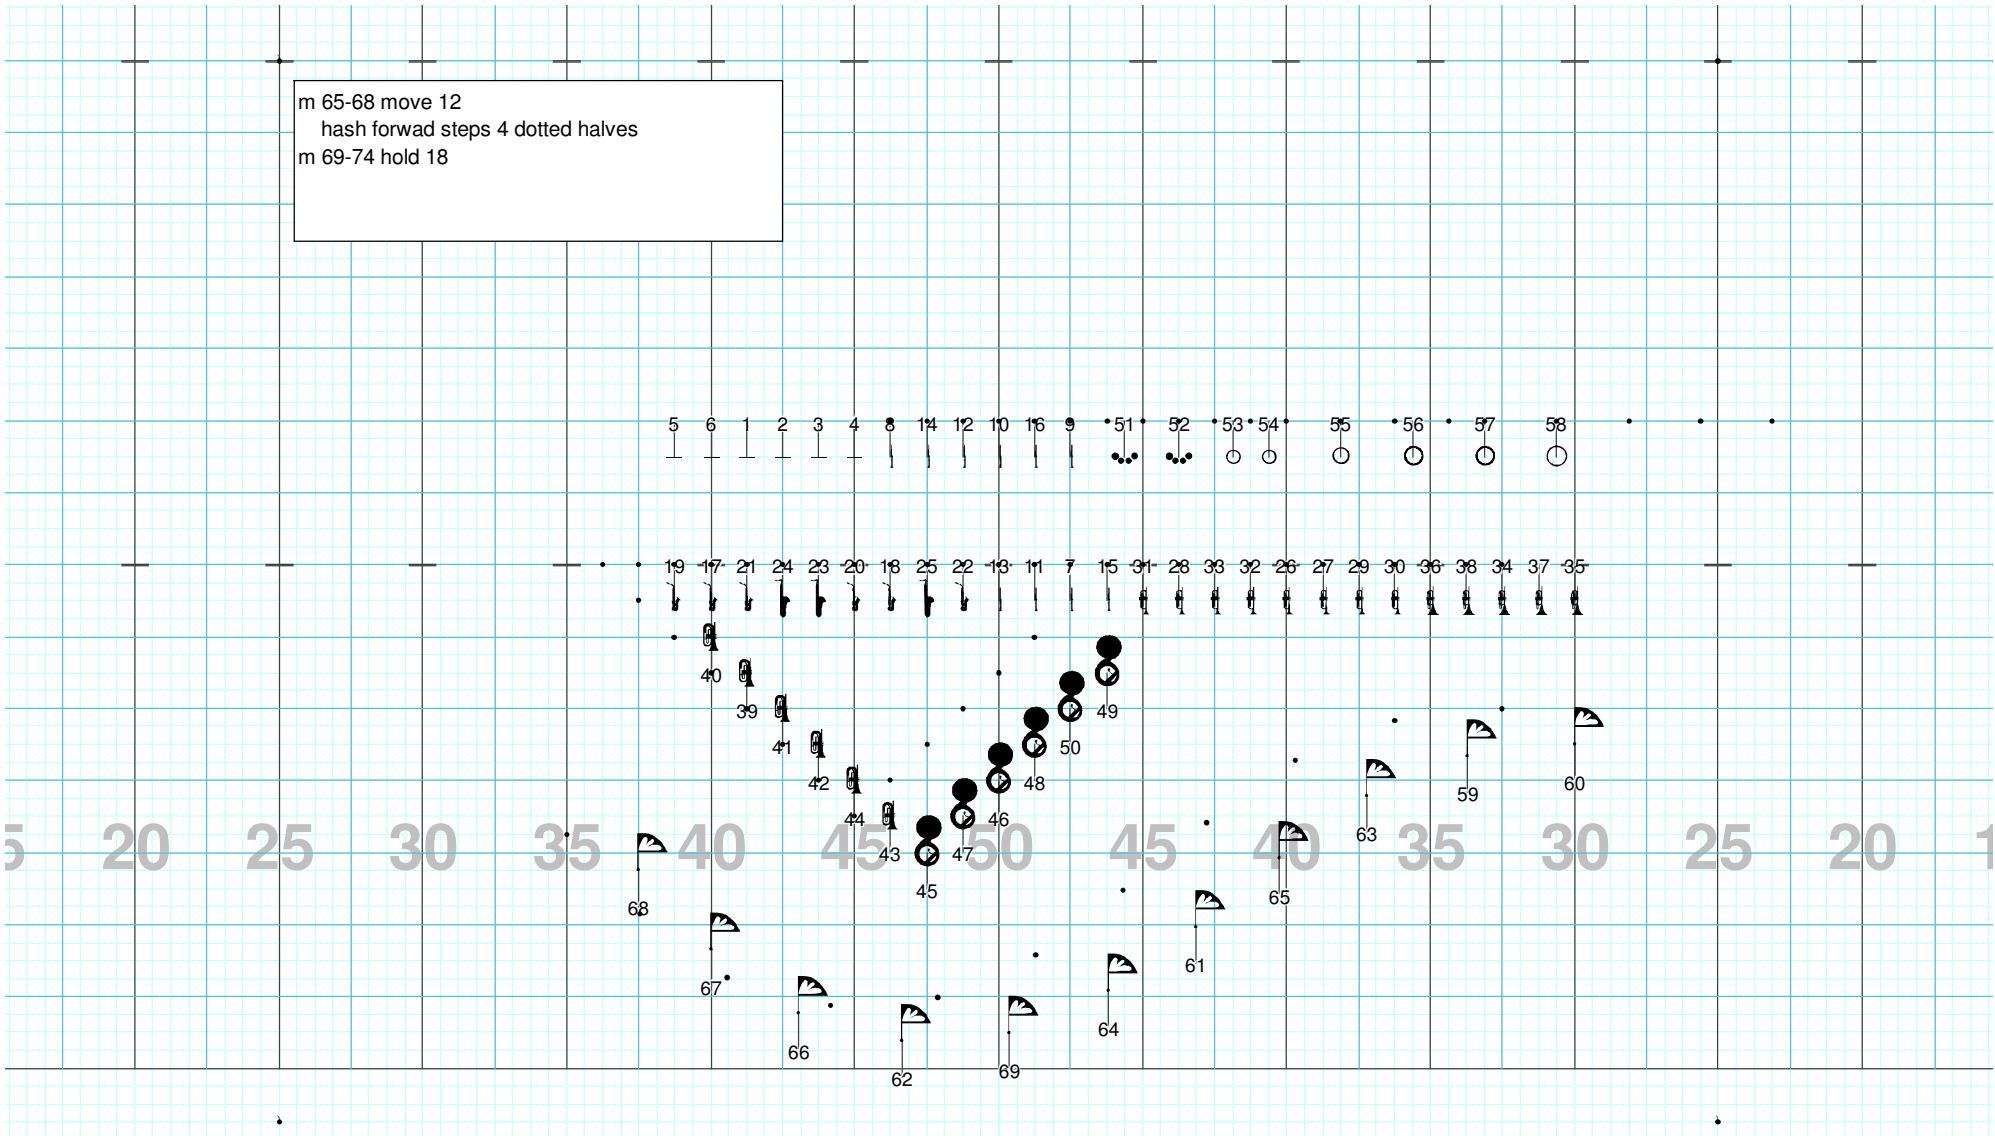 m 65-68 move 12
hash forwad steps 4 dotted halves
m 69-74 hold 18
5 6 1 2 3 4 8 14 12 10 16 9 51 52 53 54 55 56 57 58
19 17 21 24 23 20 18 25 22 13 11 7 15 31 28 33 32 26 27 29 30 36 38 34 37 35
40
39 49
41 50
42 48 59 60
44 46 63
5 20 25 30 35 40 45 50 45 40 35 30 25 20 1
43 47
45 65
68
61
67
64
66
62 69